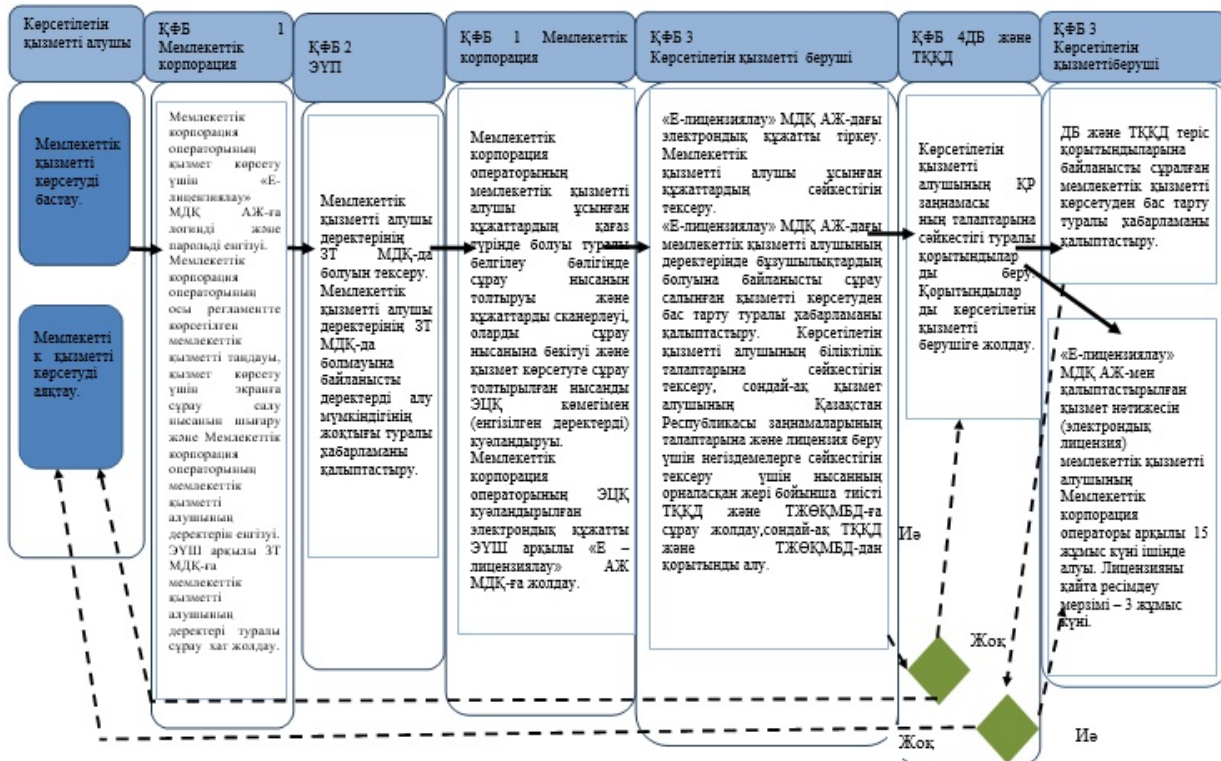 Көрсетілетін
қызметті алушы
ҚФБ 1
Мемлекеттік
корпорация
ҚФБ 2
ЭҮП
ҚФБ 1 Мемлекеттік
корпорация
ҚФБ 3
Көрсетілетін қызметті беруші
ҚФБ 4ДБ және
ТҚҚД
ҚФБ 3
Көрсетілетін
қызметтіберуші
Мемлекеттік
қызметті
көрсетуді
бастау.
Мемлекетті
к қызметті
көрсетуді
аяқтау.
Мемлекеттік
корпорация
операторының
қызмет көрсету
үшін «Е-
лицензиялау»
МДҚ АЖ-ға
логинді және
парольді енгізуі.
Мемлекеттік
корпорация
операторының
осы регламентте
көрсетілген
мемлекеттік
қызметті таңдауы,
қызмет көрсету
үшін экранға
сұрау салу
нысанын шығару
және Мемлекеттік
корпорация
операторының
мемлекеттік
қызметті
алушының
деректерін енгізуі.
ЭҮШ арқылы ЗТ
МДҚ-ға
мемлекеттік
қызметті
алушының
деректері туралы
сұрау хат жолдау.
Мемлекеттік
қызметті алушы
деректерінің
ЗТ МДҚ-да
болуын тексеру.
Мемлекеттік
қызметті алушы
деректерінің ЗТ
МДҚ-да
болмауына
байланысты
деректерді алу
мүмкіндігінің
жоқтығы туралы
хабарламаны
қалыптастыру.
Мемлекеттік
корпорация
операторының
мемлекеттік қызметті
алушы ұсынған
құжаттардың қағаз
түрінде болуы туралы
белгілеу бөлігінде
сұрау нысанын
толтыруы және
құжаттарды сканерлеуі,
оларды сұрау
нысанына бекітуі және
қызмет көрсетуге сұрау
толтырылған нысанды
ЭЦҚ көмегімен
(енгізілген деректерді)
куәландыруы.
Мемлекеттік
корпорация
операторының ЭЦҚ
куәландырылған
электрондық құжатты
ЭҮШ арқылы «Е –
лицензиялау» АЖ
МДҚ-ға жолдау.
«Е-лицензиялау» МДҚ АЖ-дағы
электрондық құжатты тіркеу.
Мемлекеттік
қызметті алушы ұсынған
құжаттардың сәйкестігін
тексеру.
«Е-лицензиялау» МДҚ АЖ-дағы
мемлекеттік қызметті алушының
деректерінде бұзушылықтардың
болуына байланысты сұрау
салынған қызметті көрсетуден
бас тарту туралы хабарламаны
қалыптастыру. Көрсетілетін
қызметті алушының біліктілік
талаптарына сәйкестігін
тексеру, сондай-ақ қызмет
алушының Қазақстан
Республикасы заңнамаларының
талаптарына және лицензия беру
үшін негіздемелерге сәйкестігін
тексеру үшін нысанның
орналасқан жері бойынша тиісті
ТҚҚД және ТЖӨҚМБД-ға
сұрау жолдау,сондай-ақ ТҚҚД
және ТЖӨҚМБД-дан
қорытынды алу.
Көрсетілетін
қызметті
алушының ҚР
заңнамасы
ның талаптарына
сәйкестігі туралы
қорытындылар
ды беру.
Қорытындылар
ды көрсетілетін
қызметті
берушіге жолдау.
ДБ және ТҚҚД теріс
қорытындыларына
байланысты сұралған
мемлекеттік қызметті
көрсетуден бас тарту
туралы хабарламаны
қалыптастыру.
«Е-лицензиялау»
МДҚ АЖ-мен
қалыптастырылған
қызмет нәтижесін
(электрондық
лицензия)
мемлекеттік қызметті
алушының
Мемлекеттік
корпорация
операторы арқылы 15
жұмыс күні ішінде
алуы. Лицензияны
қайта ресімдеу
мерзімі – 3 жұмыс
күні.
Иә
Жоқ
Жоқ
Иә